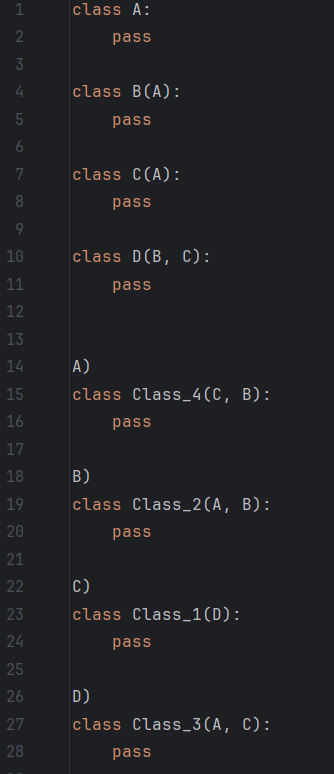 1 class A:
2     pass
3
4 class B(A):
5     pass
6
7 class C(A):
8     pass
9
10 class D(B, C):
11     pass
12
13
14 A)
15 class Class_4(C, B):
16     pass
17
18 B)
19 class Class_2(A, B):
20     pass
21
22 C)
23 class Class_1(D):
24     pass
25
26 D)
27 class Class_3(A, C):
28     pass